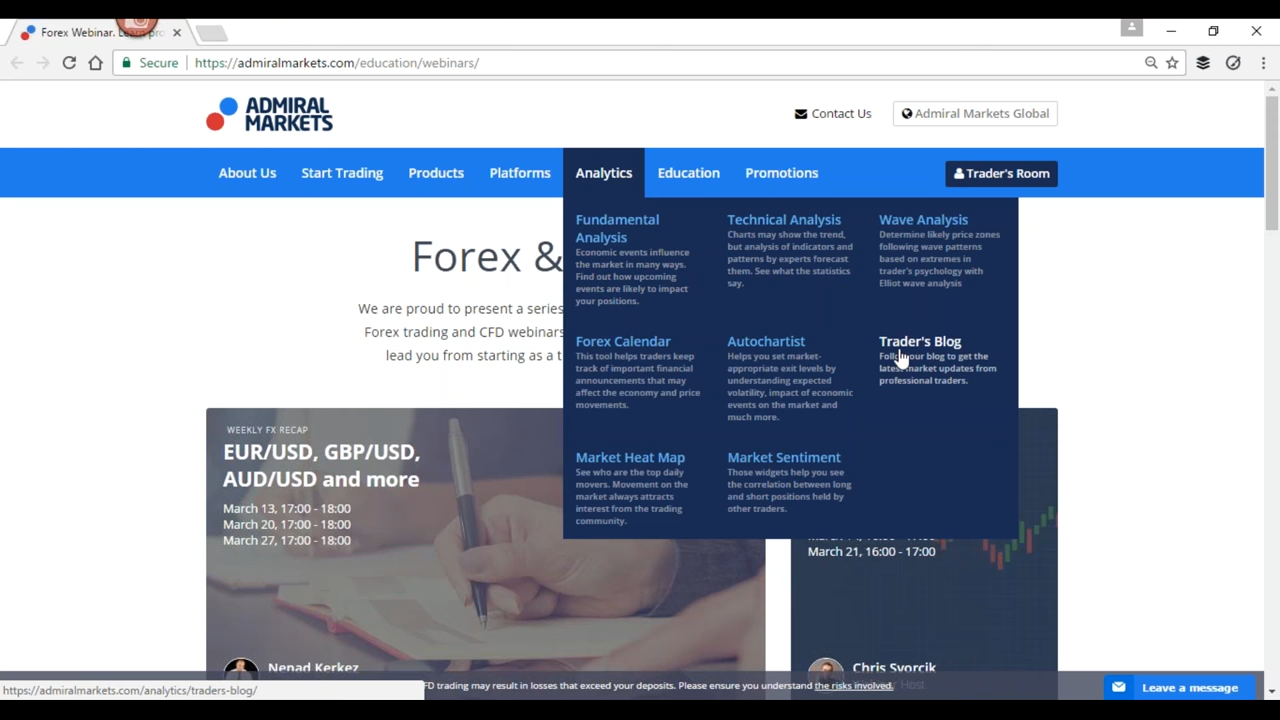 Forex Webinar. Learn pro
Secure
https://admiralmarkets.com/education/webinars/
ADMIRAL
MARKETS
Contact Us
Admiral Markets Global
About Us
Start Trading
Products
Platforms
Analytics
Education
Promotions
Trader's Room
Forex &
We are proud to present a series
Forex trading and CFD webinars
lead you from starting as a t
Fundamental
Analysis
Economic events influence
the market in many ways.
Find out how upcoming
events are likely to impact
your positions.
Technical Analysis
Charts may show the trend,
but analysis of indicators and
patterns by experts forecast
them. See what the statistics
say.
Wave Analysis
Determine likely price zones
following wave patterns
based on extremes in
trader's psychology with
Elliot wave analysis
Forex Calendar
This tool helps traders keep
track of important financial
announcements that may
affect the economy and price
movements.
Autochartist
Helps you set market-
appropriate exit levels by
understanding expected
volatility, impact of economic
events on the market and
much more.
Trader's Blog
Follow our blog to get the
latest market updates from
professional traders.
Market Heat Map
See who are the top daily
movers. Movement on the
market always attracts
interest from the trading
community.
Market Sentiment
Those widgets help you see
the correlation between long
and short positions held by
other traders.
WEEKLY FX RECAP
EUR/USD, GBP/USD,
AUD/USD and more
March 13, 17:00 - 18:00
March 20, 17:00 - 18:00
March 27, 17:00 - 18:00
Nenad Kerkez
March 21, 16:00 - 17:00
Chris Svorcik
Host
https://admiralmarkets.com/analytics/traders-blog/
FD trading may result in losses that exceed your deposits. Please ensure you understand the risks involved.
Leave a message